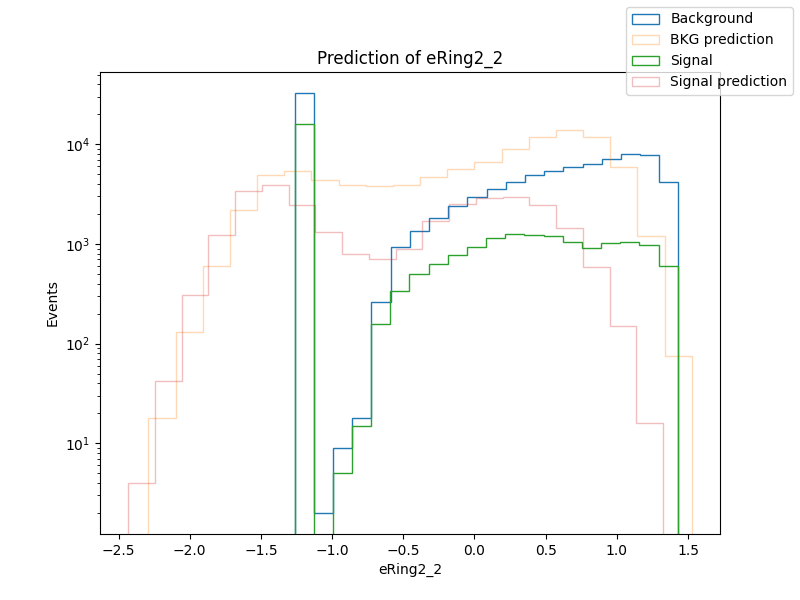 Prediction of eRing2_2
Background
BKG prediction
Signal
Signal prediction
Events
10⁴
10³
10²
10¹
−2.5 −2.0 −1.5 −1.0 −0.5 0.0 0.5 1.0 1.5
eRing2_2